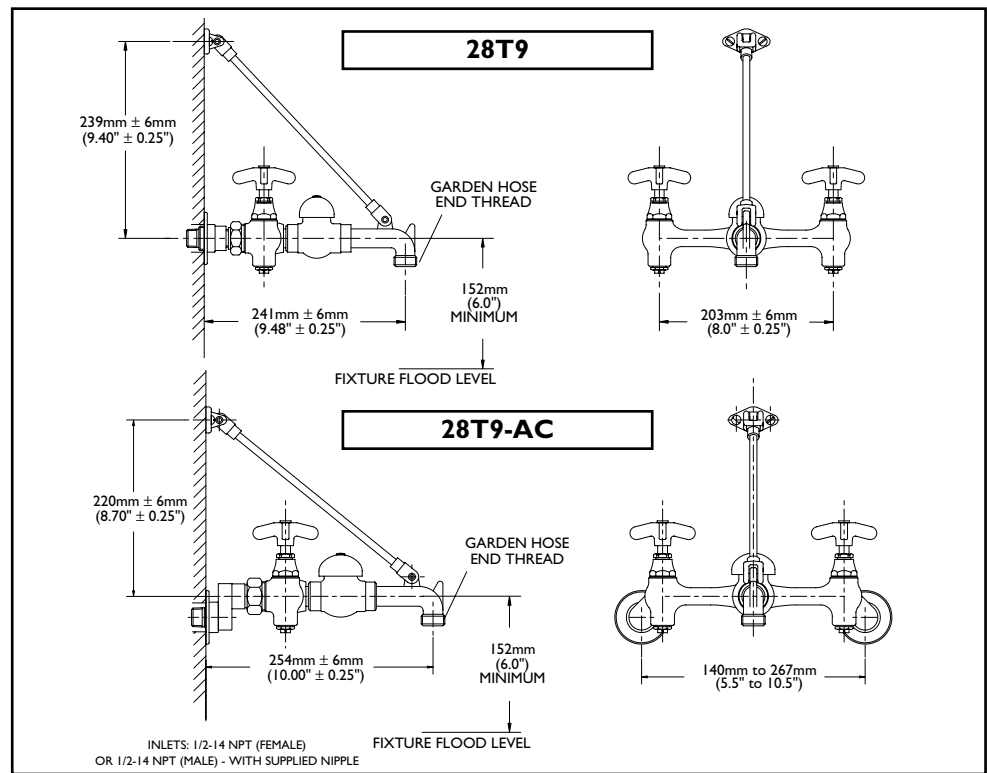 28T9
239mm ± 6mm
(9.40" ± 0.25")
GARDEN HOSE
END THREAD
152mm
(6.0")
MINIMUM
241mm ± 6mm
(9.48" ± 0.25")
203mm ± 6mm
(8.0" ± 0.25")
FIXTURE FLOOD LEVEL
28T9-AC
220mm ± 6mm
(8.70" ± 0.25")
GARDEN HOSE
END THREAD
152mm
(6.0")
MINIMUM
254mm ± 6mm
(10.00" ± 0.25")
140mm to 267mm
(5.5" to 10.5")
FIXTURE FLOOD LEVEL
INLETS: 1/2-14 NPT (FEMALE)
OR 1/2-14 NPT (MALE) - WITH SUPPLIED NIPPLE